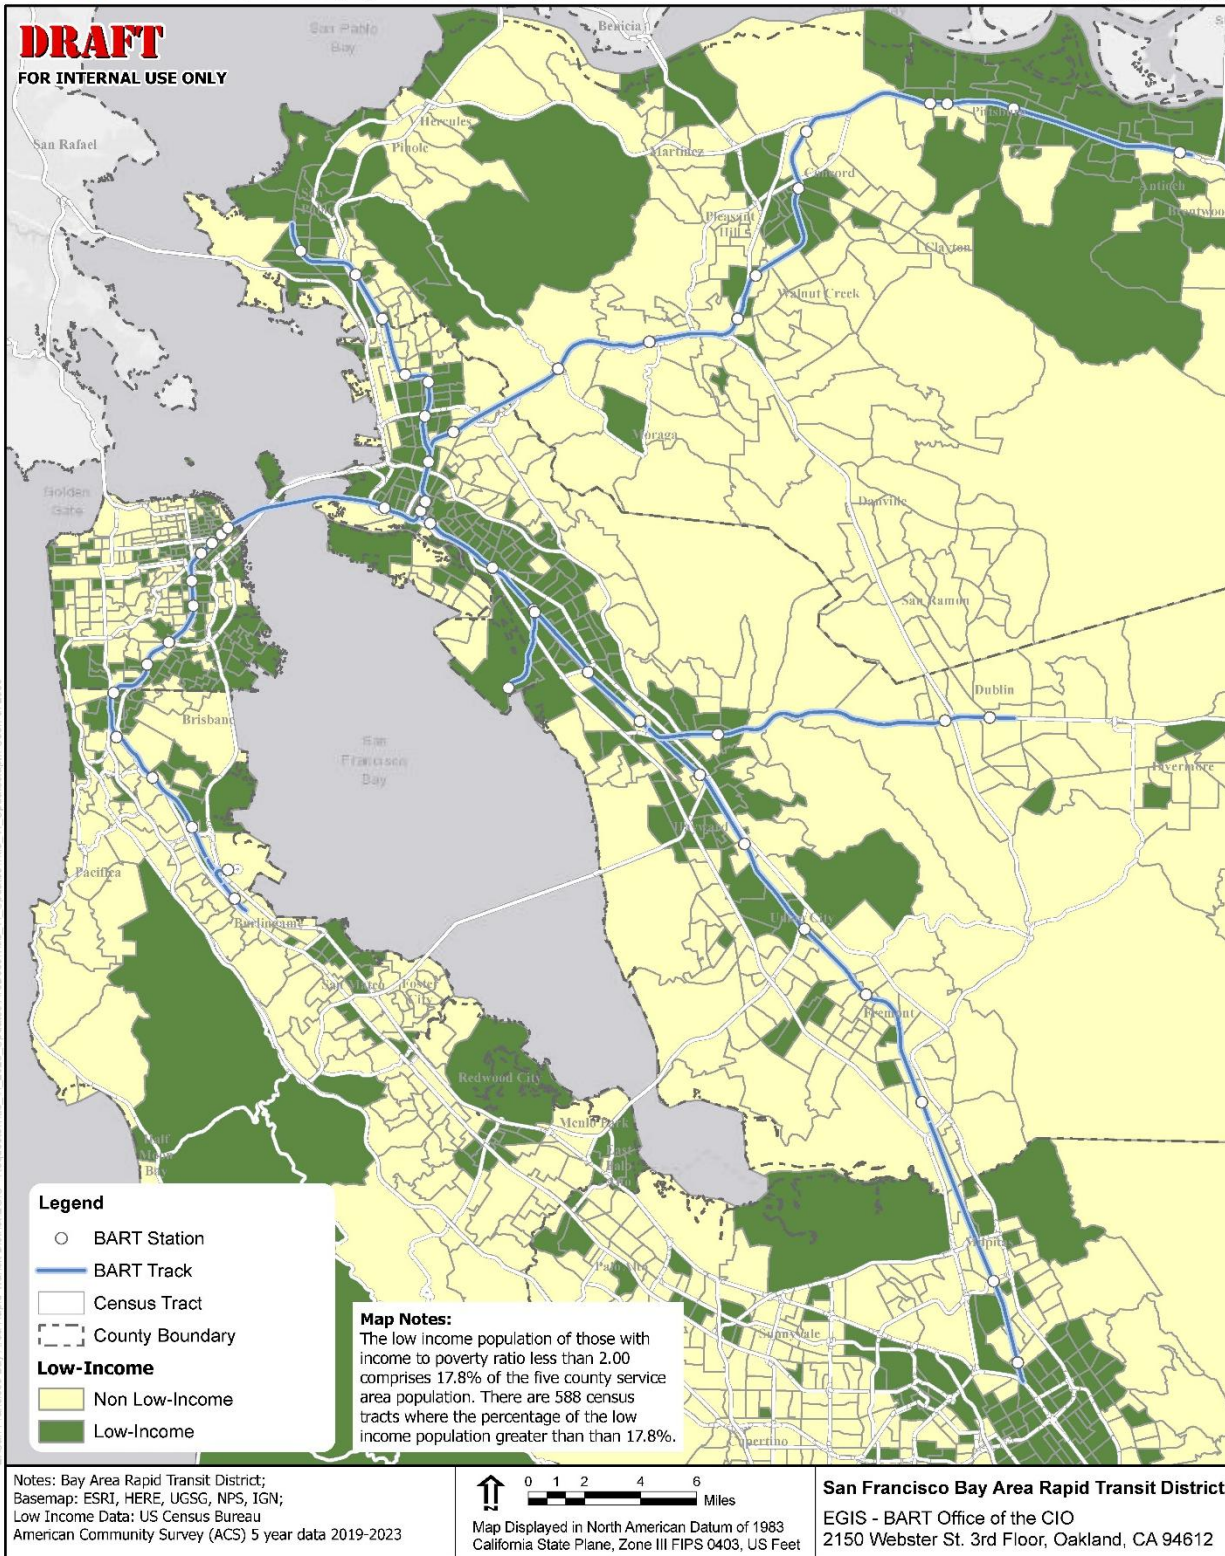 DRAFT
FOR INTERNAL USE ONLY
San Pablo
Bay
Benicia
San Rafael
Hercules
Pinole
Martinez
Pittsburg
Concord
Antioch
Brentwoo
Pleasant
Hill
Clayton
Walnut Creek
Moraga
Golden
Gate
Danville
San Ramon
Dublin
Brisbane
San
Francisco
Bay
Livermore
Hayward
Pacifica
Union City
Burlingame
San Mateo
Foster
City
Fremont
Redwood City
Menlo Park
Half
Moon
Bay
East
Palo
Alto
Milpitas
Palo Alto
Sunnyvale
Cupertino
Legend
BART Station
BART Track
Census Tract
County Boundary
Low-Income
Non Low-Income
Low-Income
Map Notes:
The low income population of those with
income to poverty ratio less than 2.00
comprises 17.8% of the five county service
area population. There are 588 census
tracts where the percentage of the low
income population greater than than 17.8%.
Notes: Bay Area Rapid Transit District;
Basemap: ESRI, HERE, UGSG, NPS, IGN;
Low Income Data: US Census Bureau
American Community Survey (ACS) 5 year data 2019-2023
0 1 2 4 6
Miles
Map Displayed in North American Datum of 1983
California State Plane, Zone III FIPS 0403, US Feet
San Francisco Bay Area Rapid Transit District
EGIS - BART Office of the CIO
2150 Webster St. 3rd Floor, Oakland, CA 94612